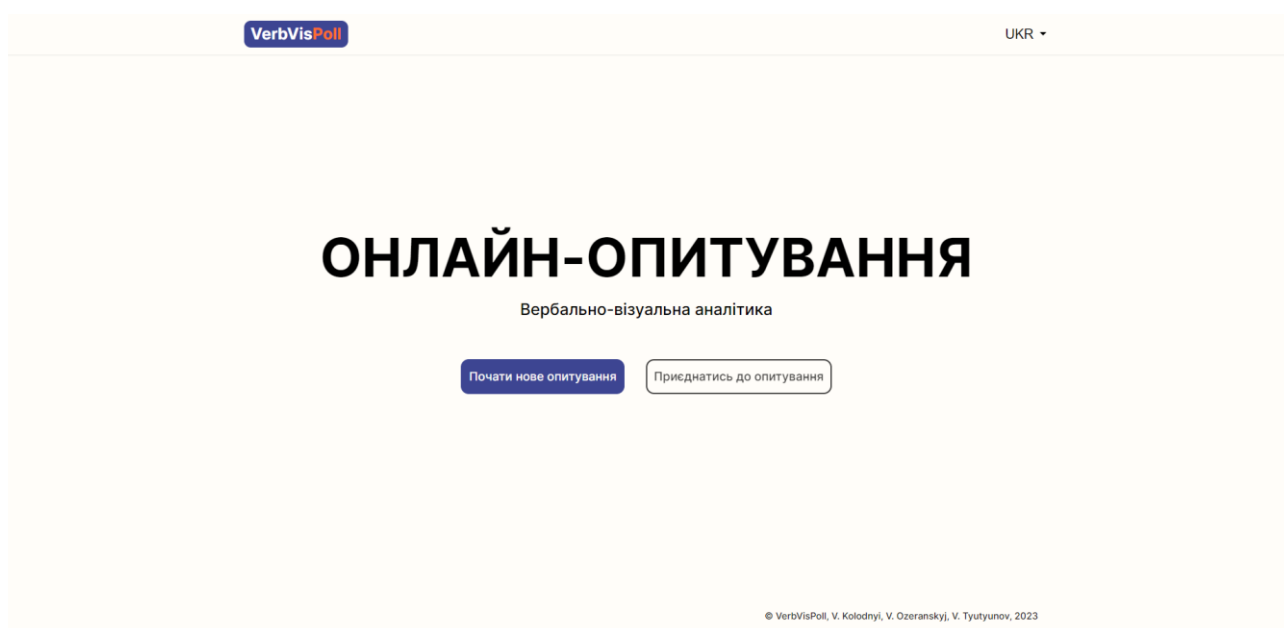 VerbVisPoll
UKR
ОНЛАЙН-ОПИТУВАННЯ
Вербально-візуальна аналітика
Почати нове опитування
Приєднатись до опитування
© VerbVisPoll, V. Kolodnyi, V. Ozeranskyj, V. Tyutyunov, 2023